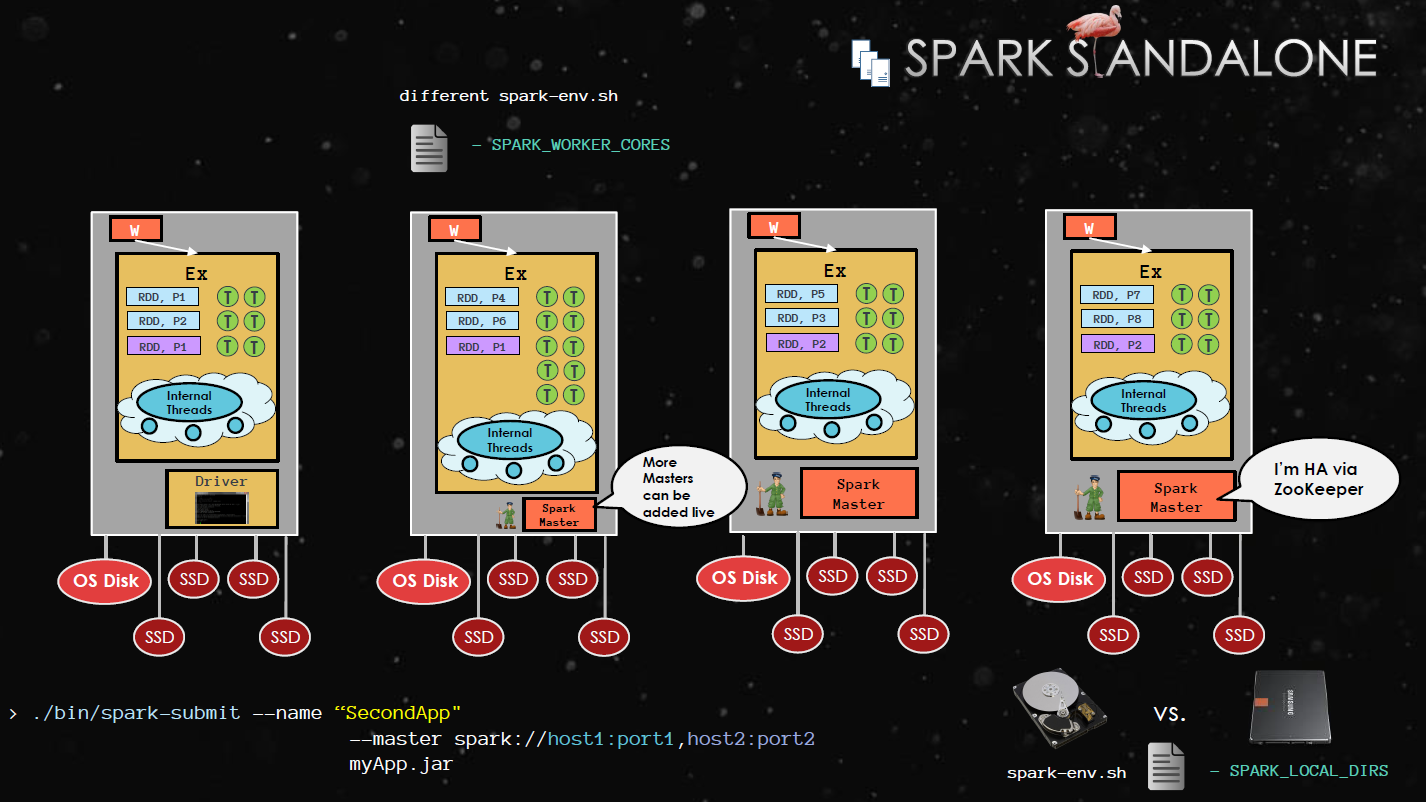 SPARK STANDALONE
different spark-env.sh
- SPARK_WORKER_CORES
W
Ex
RDD, P1
T T
RDD, P2
T T
RDD, P1
T T
Internal
Threads
Driver
OS Disk
SSD
SSD
SSD
SSD
W
Ex
RDD, P4
T T
RDD, P6
T T
RDD, P1
T T
T T
T T
Internal
Threads
Spark
Master
More
Masters
can be
added live
OS Disk
SSD
SSD
SSD
SSD
W
Ex
RDD, P5
T T
RDD, P3
T T
RDD, P2
T T
Internal
Threads
Spark
Master
OS Disk
SSD
SSD
SSD
SSD
W
Ex
RDD, P7
T T
RDD, P8
T T
RDD, P2
T T
Internal
Threads
Spark
Master
I'm HA via
ZooKeeper
OS Disk
SSD
SSD
SSD
SSD
> ./bin/spark-submit --name “SecondApp"
--master spark://host1:port1,host2:port2
myApp.jar
vs.
SAMSUNG
spark-env.sh
- SPARK_LOCAL_DIRS